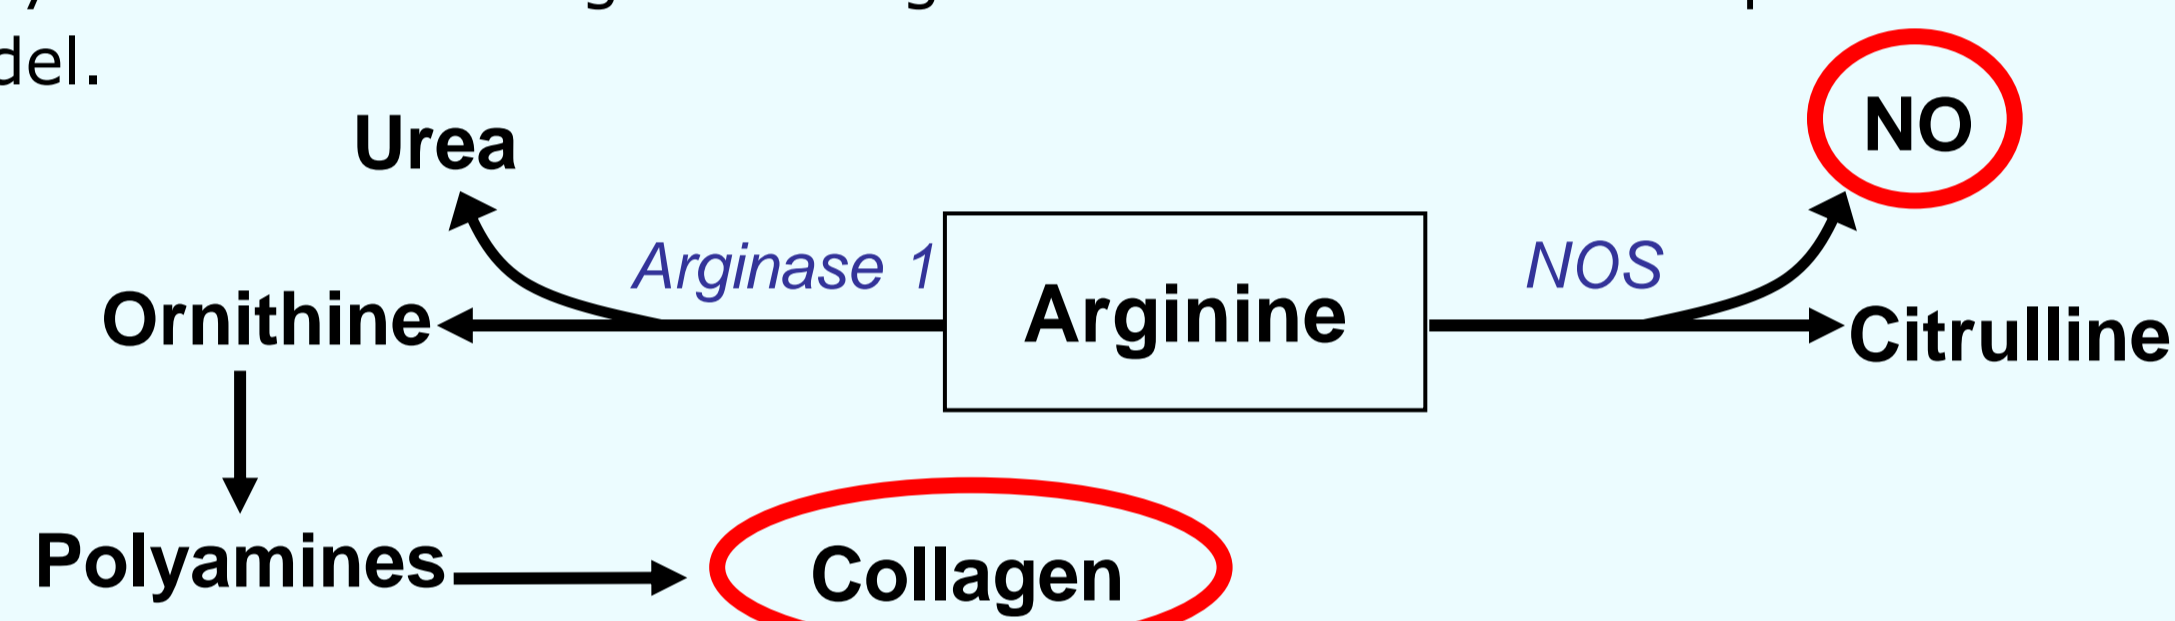 del.
Urea
NO
Arginase 1
NOS
Ornithine
Arginine
Citrulline
Polyamines
Collagen